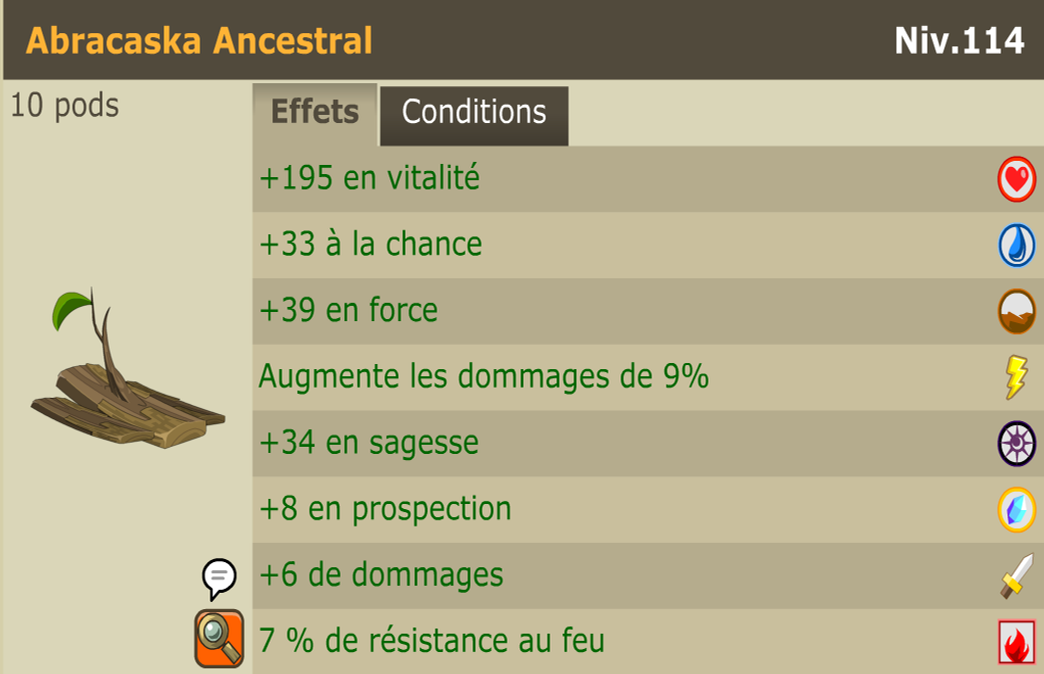 Abracaska Ancestral
Niv.114
10 pods
Effets
Conditions
+195 en vitalité
+33 à la chance
+39 en force
Augmente les dommages de 9%
+34 en sagesse
+8 en prospection
+6 de dommages
7 % de résistance au feu